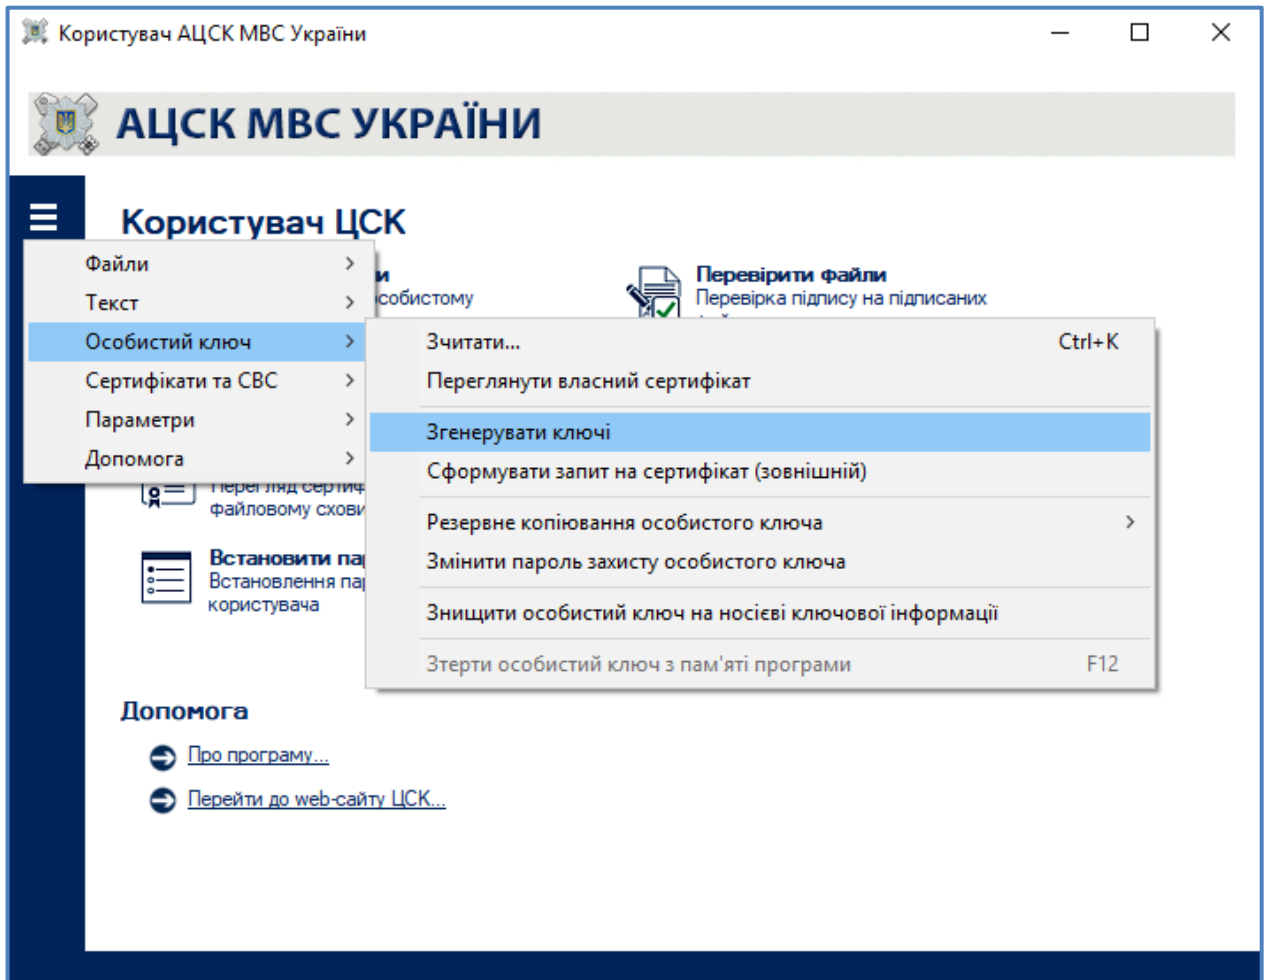 Користувач АЦСК МВС України
АЦСК МВС УКРАЇНИ
Користувач ЦСК
Файли
Текст
Особистий ключ
Сертифікати та СВС
Параметри
Допомога
Перевірити файли
Перевірка підпису на підписаних
Зчитати... Ctrl+K
Переглянути власний сертифікат
Згенерувати ключі
Сформувати запит на сертифікат (зовнішній)
Резервне копіювання особистого ключа
Змінити пароль захисту особистого ключа
Знищити особистий ключ на носієві ключової інформації
Зтерти особистий ключ з пам'яті програми F12
Перегляд
файловому
Встановити
Встановлення
користувача
Допомога
Про програму...
Перейти до web-сайту ЦСК...